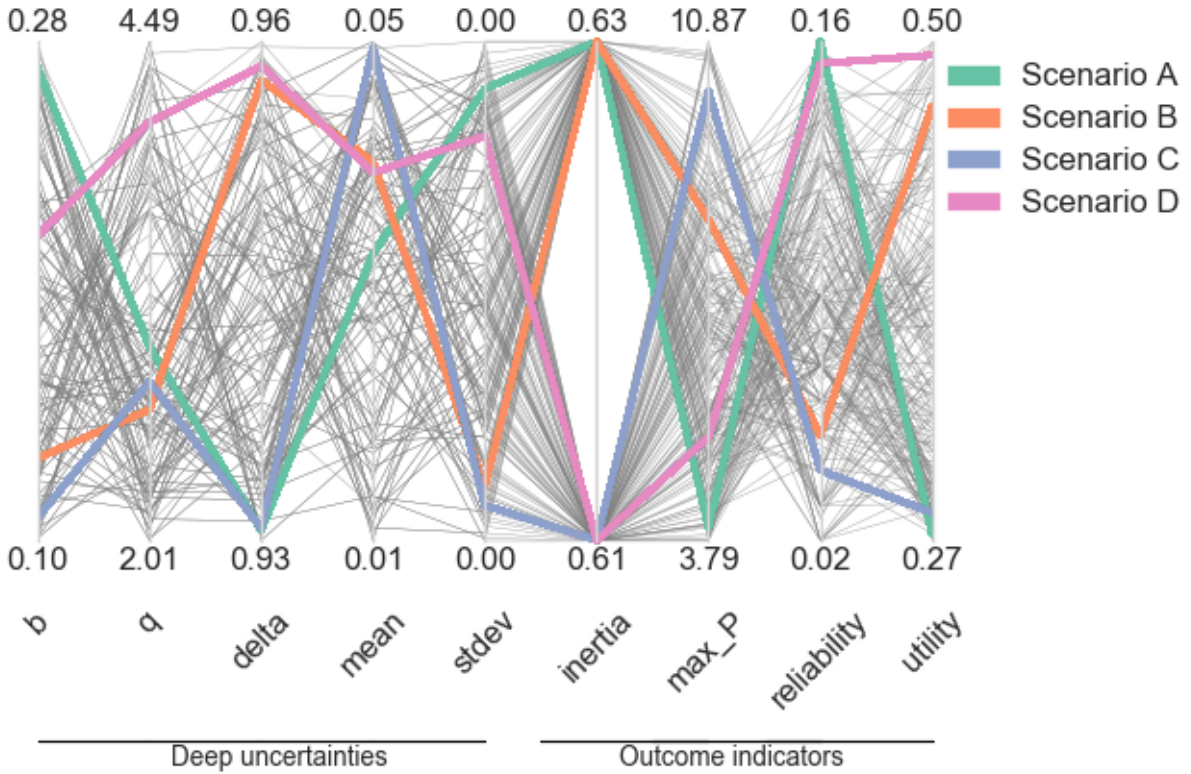 0.28 4.49 0.96 0.05 0.00 0.63 10.87 0.16 0.50
Scenario A
Scenario B
Scenario C
Scenario D
0.10 2.01 0.93 0.01 0.00 0.61 3.79 0.02 0.27
b q delta mean stdev inertia max_P reliability utility
Deep uncertainties Outcome indicators